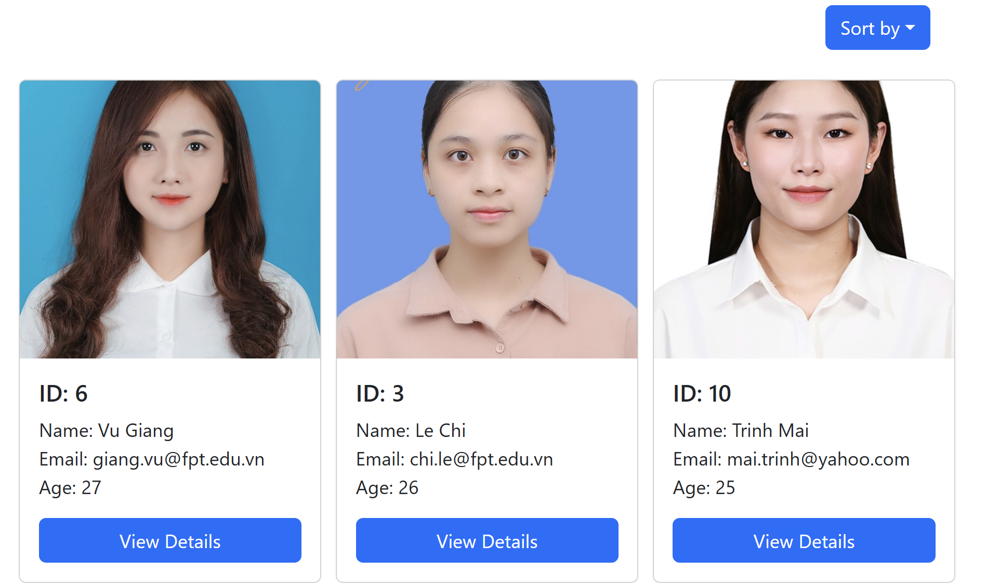 Sort by
ID: 6
Name: Vu Giang
Email: giang.vu@fpt.edu.vn
Age: 27
View Details
ID: 3
Name: Le Chi
Email: chi.le@fpt.edu.vn
Age: 26
View Details
ID: 10
Name: Trinh Mai
Email: mai.trinh@yahoo.com
Age: 25
View Details